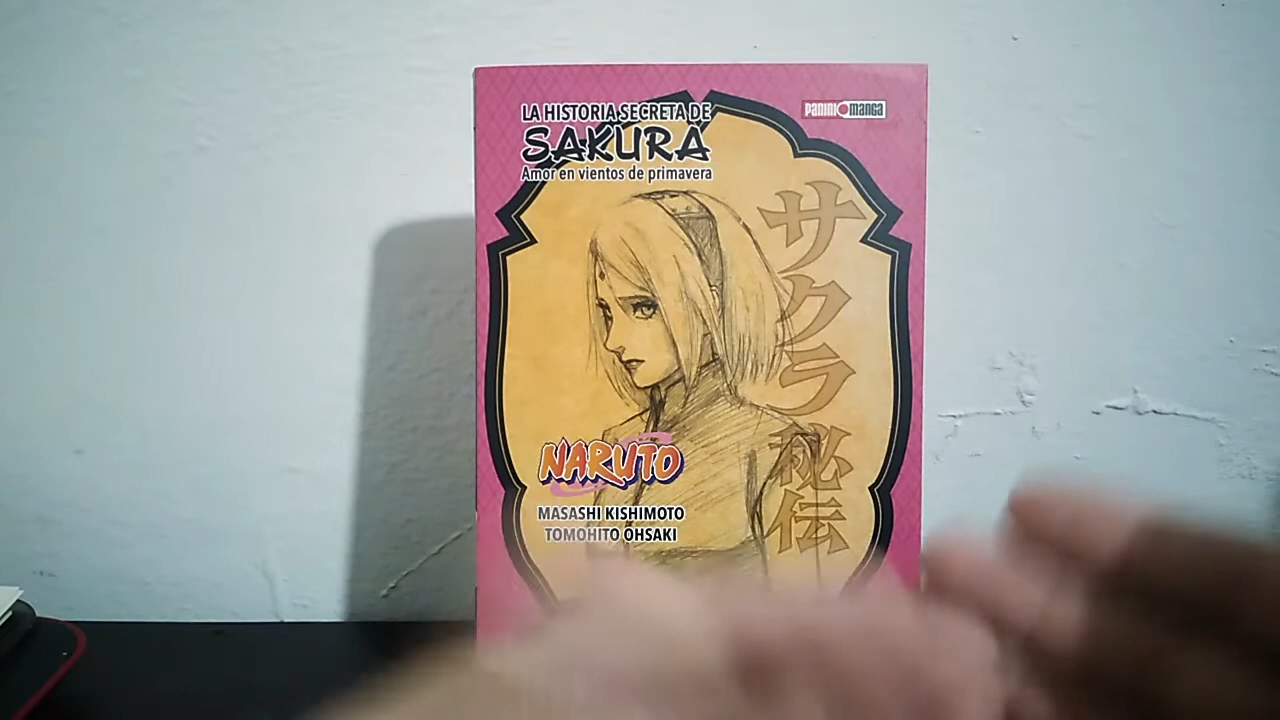 LA HISTORIA SECRETA DE
SAKURA
Amor en vientos de primavera
PANINI MANGA
サクラ秘伝
NARUTO
MASASHI KISHIMOTO
TOMOHITO OHSAKI